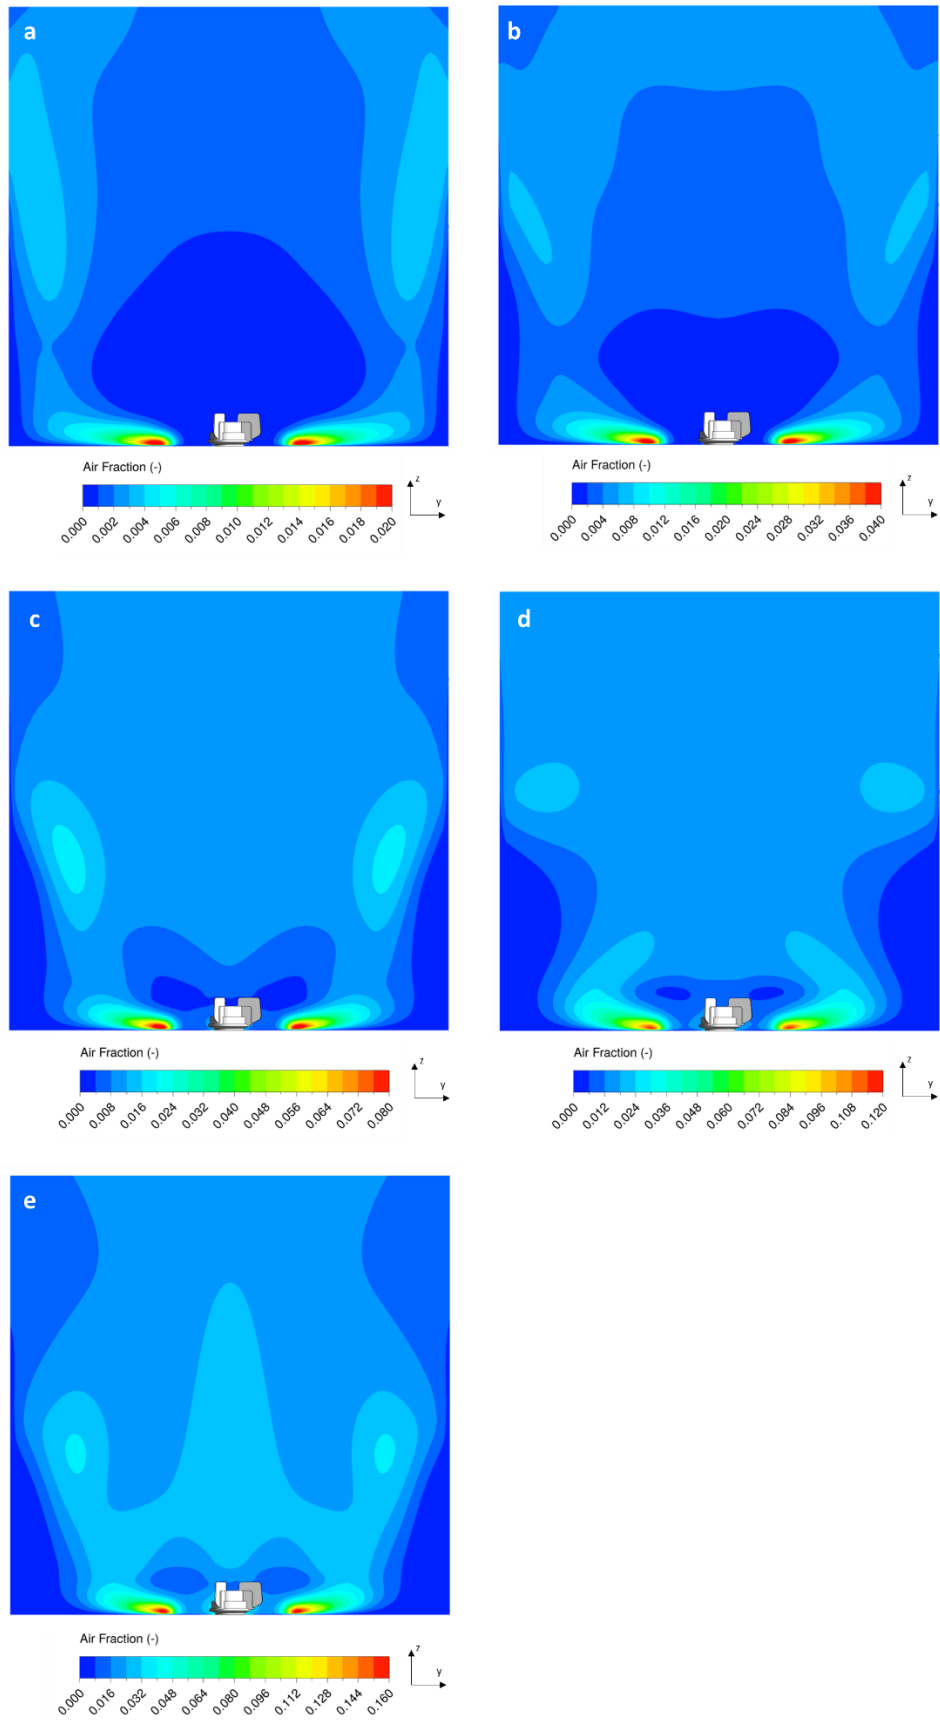 a
b
Air Fraction (-)
z
y
0.000 0.002 0.004 0.006 0.008 0.010 0.012 0.014 0.016 0.018 0.020
Air Fraction (-)
z
y
0.000 0.004 0.008 0.012 0.016 0.020 0.024 0.028 0.032 0.036 0.040
c
d
Air Fraction (-)
z
y
0.000 0.008 0.016 0.024 0.032 0.040 0.048 0.056 0.064 0.072 0.080
Air Fraction (-)
z
y
0.000 0.012 0.024 0.036 0.048 0.060 0.072 0.084 0.096 0.108 0.120
e
Air Fraction (-)
z
y
0.000 0.016 0.032 0.048 0.064 0.080 0.096 0.112 0.128 0.144 0.160